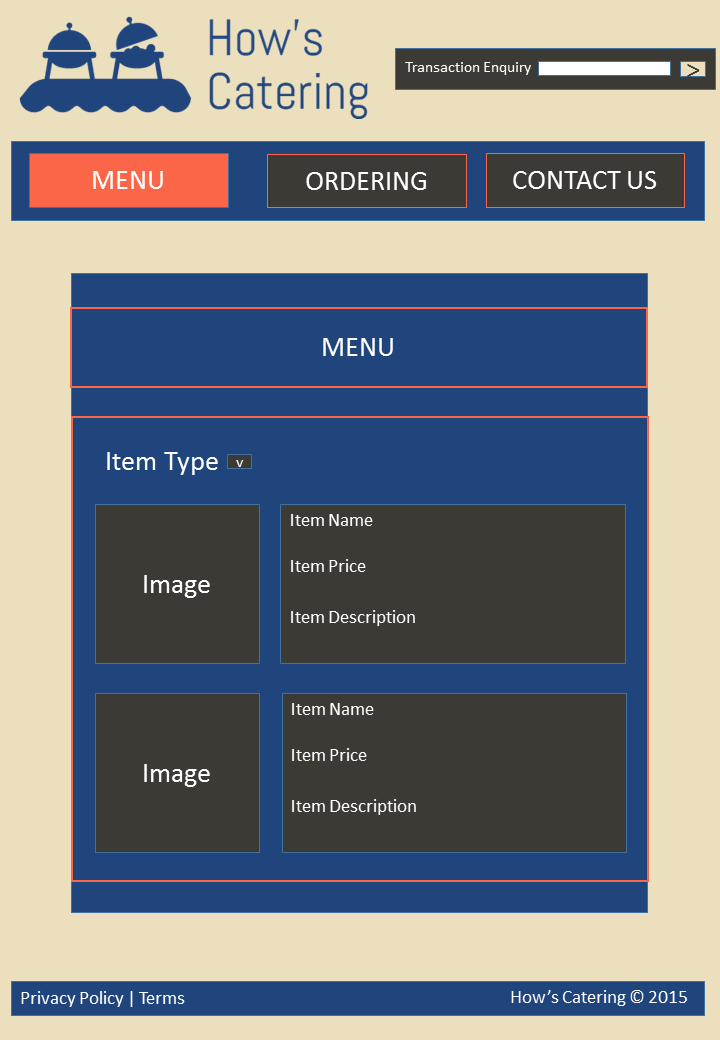 How's
Catering
Transaction Enquiry
>
MENU
ORDERING
CONTACT US
MENU
Item Type v
Image
Item Name
Item Price
Item Description
Image
Item Name
Item Price
Item Description
Privacy Policy | Terms
How’s Catering © 2015